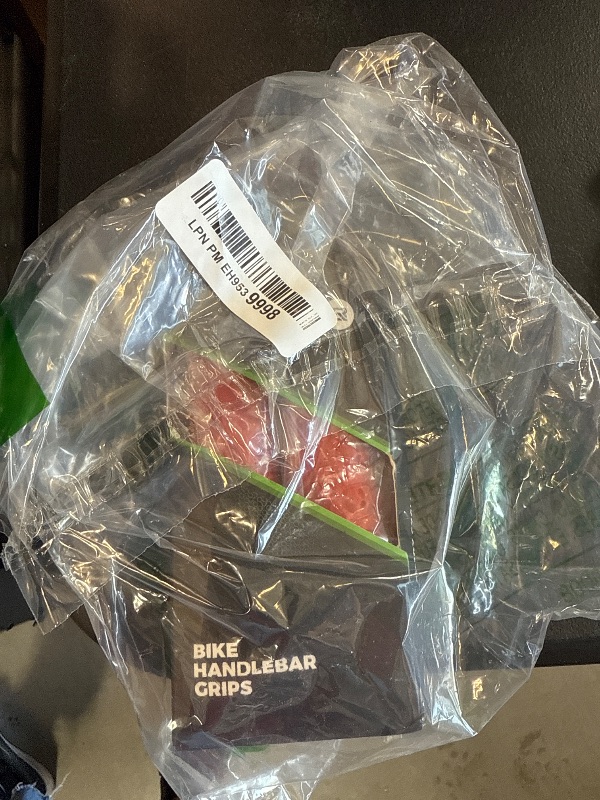 LPN PM EH953 9998
BIKE
HANDLEBAR
GRIPS